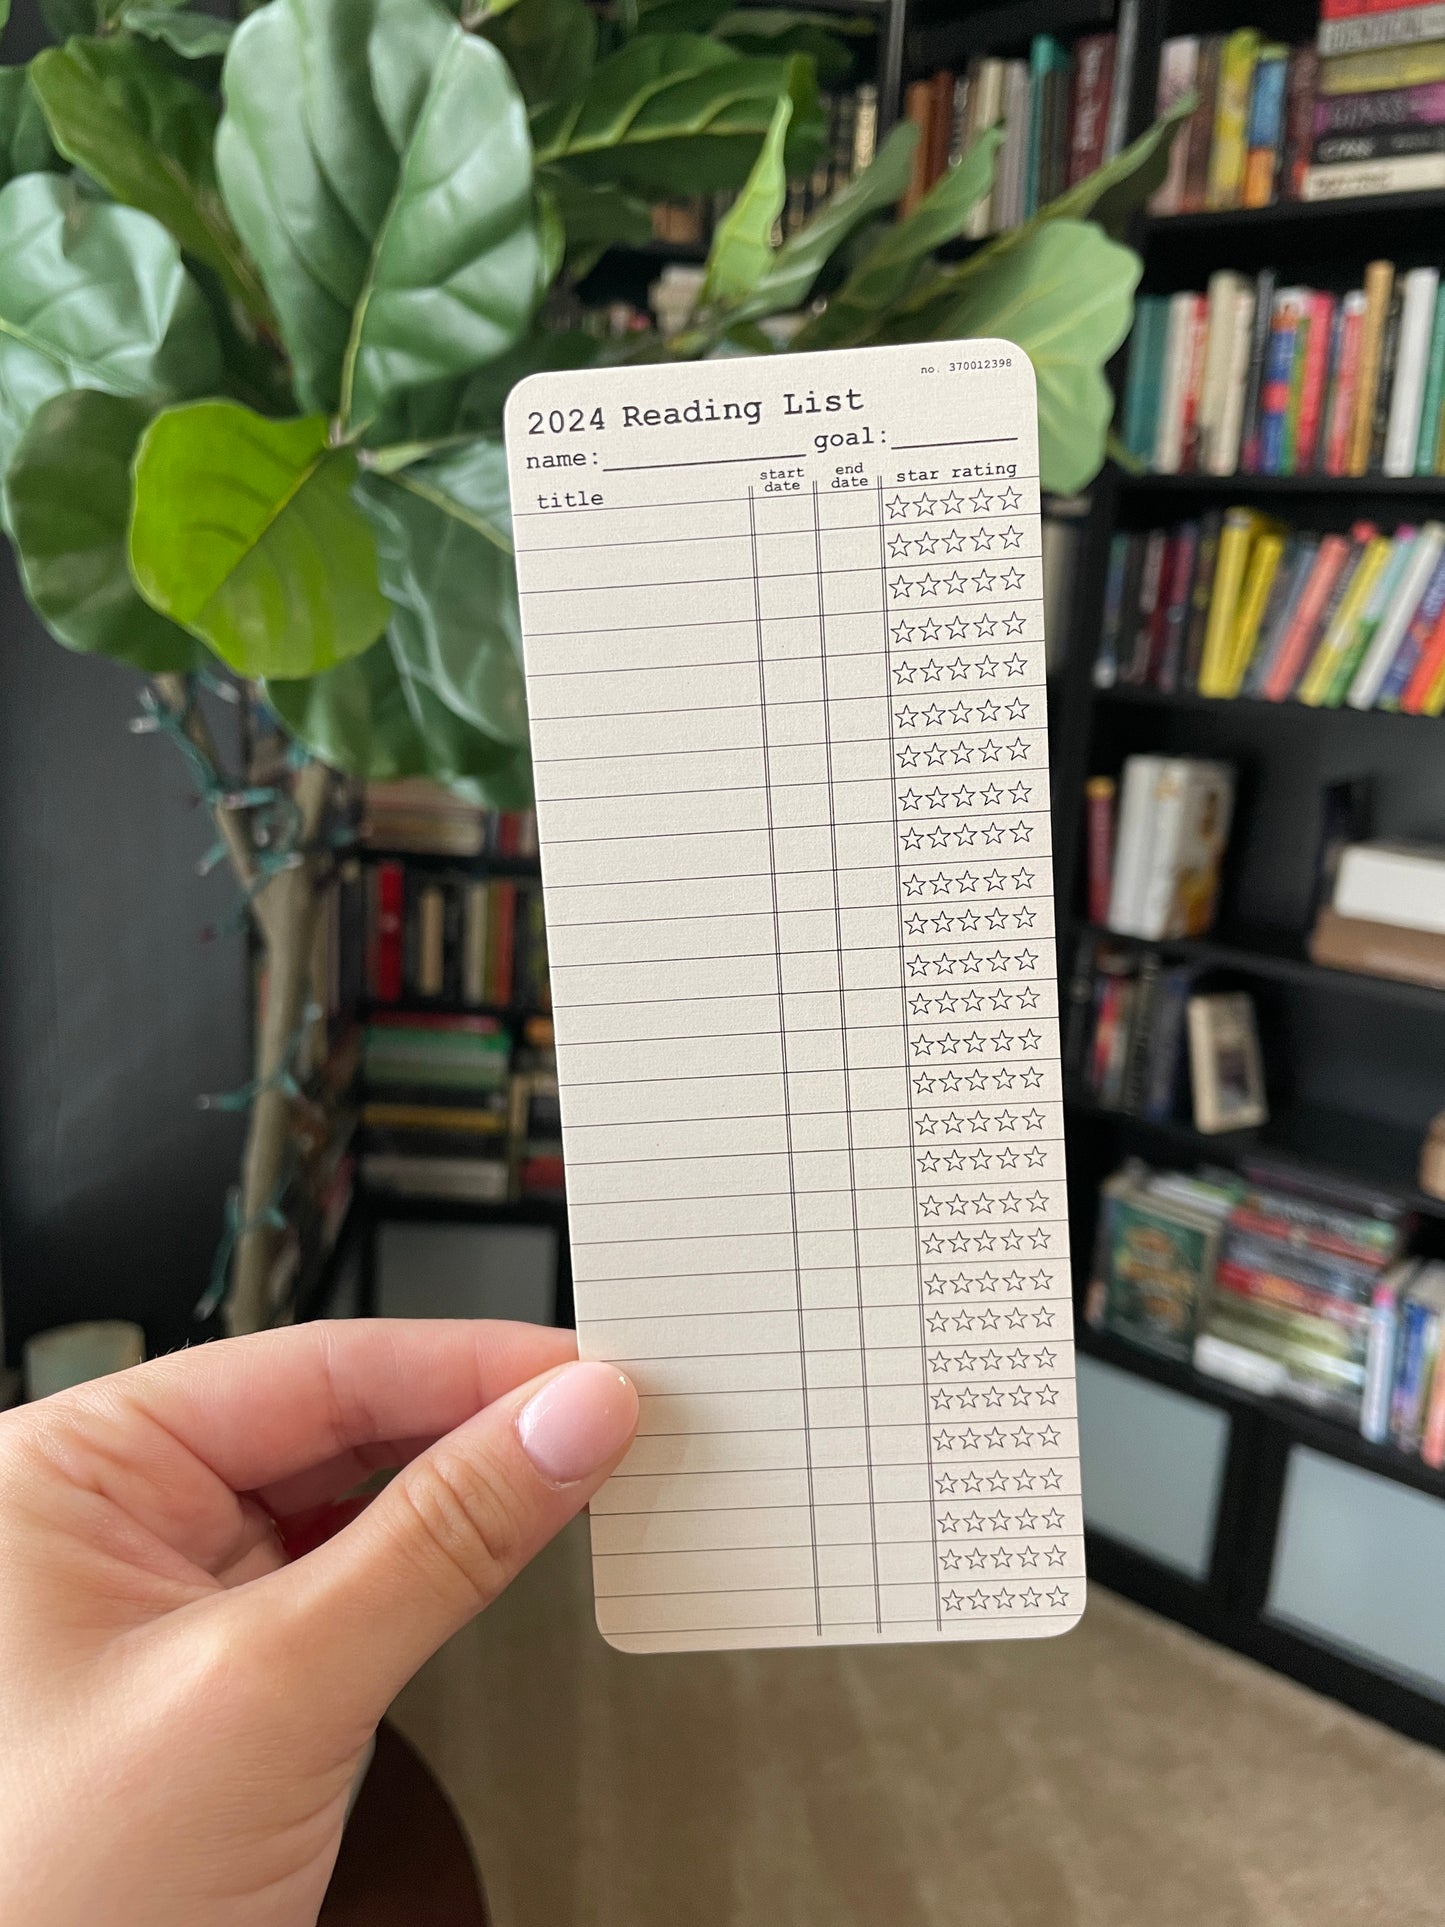 no. 370012398
2024 Reading List
name: goal:
title start date end date star rating